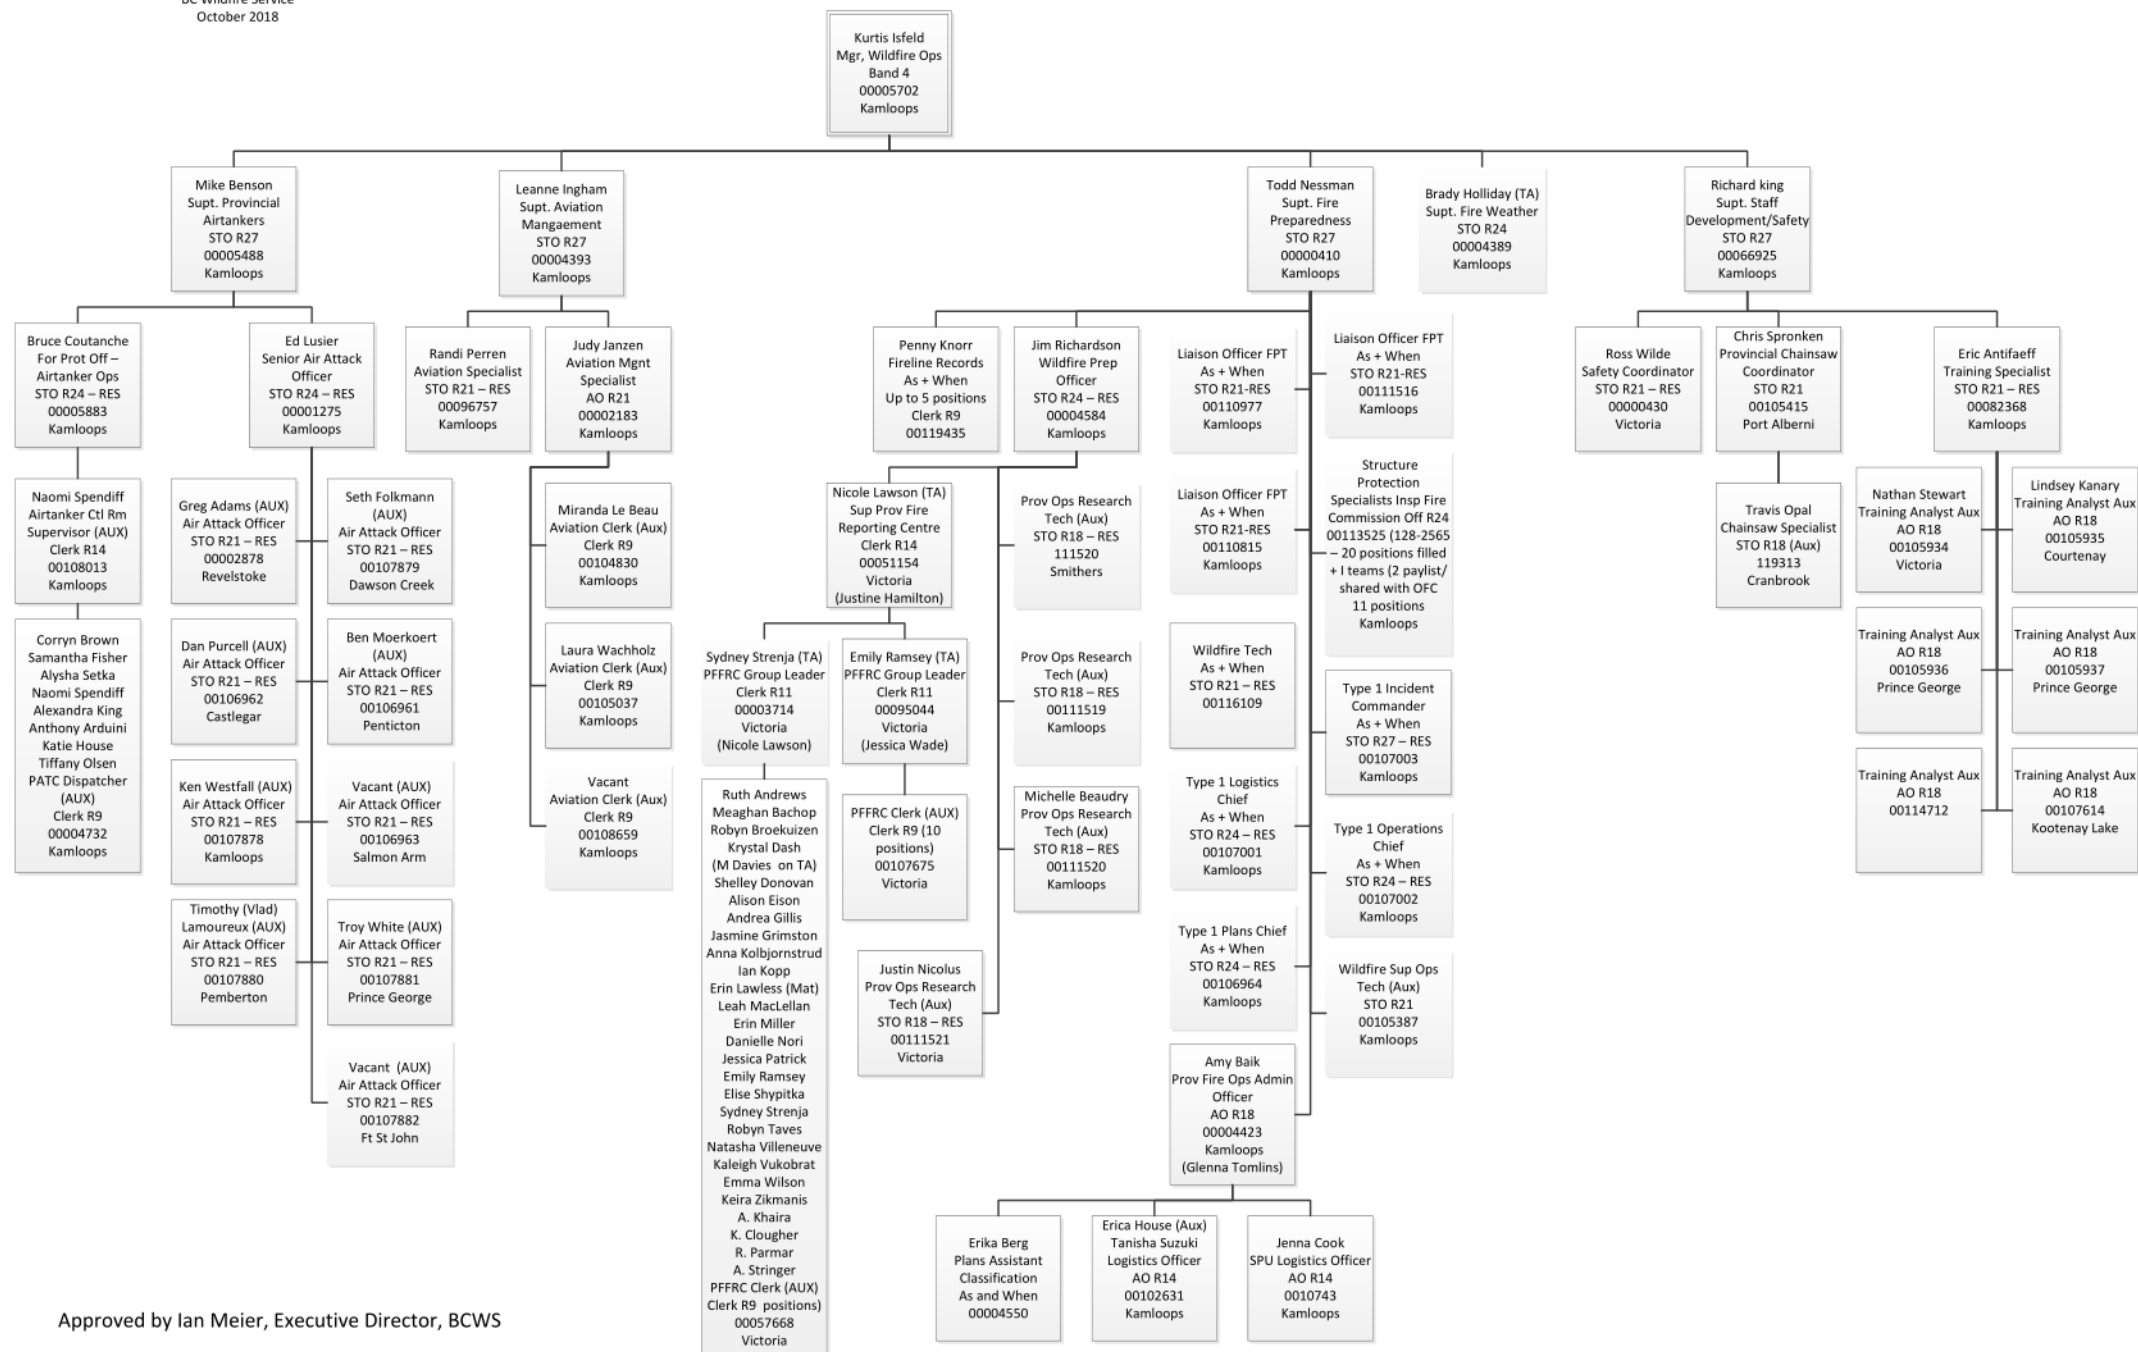 BC Wildfire Service
October 2018
Kurtis Isfeld
Mgr, Wildfire Ops
Band 4
00005702
Kamloops
Mike Benson
Supt. Provincial
Airtankers
STO R27
00005488
Kamloops
Leanne Ingham
Supt. Aviation
Mangaement
STO R27
00004393
Kamloops
Todd Nessman
Supt. Fire
Preparedness
STO R27
00000410
Kamloops
Brady Holliday (TA)
Supt. Fire Weather
STO R24
00004389
Kamloops
Richard king
Supt. Staff
Development/Safety
STO R27
00066925
Kamloops
Bruce Coutanche
For Prot Off –
Airtanker Ops
STO R24 – RES
00005883
Kamloops
Ed Lusier
Senior Air Attack
Officer
STO R24 – RES
00001275
Kamloops
Randi Perren
Aviation Specialist
STO R21 – RES
00096757
Kamloops
Judy Janzen
Aviation Mgnt
Specialist
AO R21
00002183
Kamloops
Penny Knorr
Fireline Records
As + When
Up to 5 positions
Clerk R9
00119435
Jim Richardson
Wildfire Prep
Officer
STO R24 – RES
00004584
Kamloops
Liaison Officer FPT
As + When
STO R21-RES
00110977
Kamloops
Liaison Officer FPT
As + When
STO R21-RES
00111516
Kamloops
Ross Wilde
Safety Coordinator
STO R21 – RES
00000430
Victoria
Chris Spronken
Provincial Chainsaw
Coordinator
STO R21
00105415
Port Alberni
Eric Antifaeff
Training Specialist
STO R21 – RES
00082368
Kamloops
Naomi Spendiff
Airtanker Ctl Rm
Supervisor (AUX)
Clerk R14
00108013
Kamloops
Greg Adams (AUX)
Air Attack Officer
STO R21 – RES
00002878
Revelstoke
Seth Folkmann
(AUX)
Air Attack Officer
STO R21 – RES
00107879
Dawson Creek
Miranda Le Beau
Aviation Clerk (Aux)
Clerk R9
00104830
Kamloops
Nicole Lawson (TA)
Sup Prov Fire
Reporting Centre
Clerk R14
00051154
Victoria
(Justine Hamilton)
Prov Ops Research
Tech (Aux)
STO R18 – RES
111520
Smithers
Liaison Officer FPT
As + When
STO R21-RES
00110815
Kamloops
Structure
Protection
Specialists Insp Fire
Commission Off R24
00113525 (128-2565
– 20 positions filled
+ I teams (2 paylist/
shared with OFC
11 positions
Kamloops
Travis Opal
Chainsaw Specialist
STO R18 (Aux)
119313
Cranbrook
Nathan Stewart
Training Analyst Aux
AO R18
00105934
Victoria
Lindsey Kanary
Training Analyst Aux
AO R18
00105935
Courtenay
Corryn Brown
Samantha Fisher
Alysha Setka
Naomi Spendiff
Alexandra King
Anthony Arduini
Katie House
Tiffany Olsen
PATC Dispatcher
(AUX)
Clerk R9
00004732
Kamloops
Dan Purcell (AUX)
Air Attack Officer
STO R21 – RES
00106962
Castlegar
Ben Moerkoert
(AUX)
Air Attack Officer
STO R21 – RES
00106961
Penticton
Laura Wachholz
Aviation Clerk (Aux)
Clerk R9
00105037
Kamloops
Sydney Strenja (TA)
PFFRC Group Leader
Clerk R11
00003714
Victoria
(Nicole Lawson)
Emily Ramsey (TA)
PFFRC Group Leader
Clerk R11
00095044
Victoria
(Jessica Wade)
Prov Ops Research
Tech (Aux)
STO R18 – RES
00111519
Kamloops
Wildfire Tech
As + When
STO R21 – RES
00116109
Type 1 Incident
Commander
As + When
STO R27 – RES
00107003
Kamloops
Training Analyst Aux
AO R18
00105936
Prince George
Training Analyst Aux
AO R18
00105937
Prince George
Ken Westfall (AUX)
Air Attack Officer
STO R21 – RES
00107878
Kamloops
Vacant (AUX)
Air Attack Officer
STO R21 – RES
00106963
Salmon Arm
Vacant
Aviation Clerk (Aux)
Clerk R9
00108659
Kamloops
Ruth Andrews
Meaghan Bachop
Robyn Broekuizen
Krystal Dash
(M Davies on TA)
Shelley Donovan
Alison Eison
Andrea Gillis
Jasmine Grimston
Anna Kolbjornstrud
Ian Kopp
Erin Lawless (Mat)
Leah MacLellan
Erin Miller
Danielle Nori
Jessica Patrick
Emily Ramsey
Elise Shypitka
Sydney Strenja
Robyn Taves
Natasha Villeneuve
Kaleigh Vukobrat
Emma Wilson
Keira Zikmanis
A. Khaira
K. Clougher
R. Parmar
A. Stringer
PFFRC Clerk (AUX)
Clerk R9 positions)
00057668
Victoria
PFFRC Clerk (AUX)
Clerk R9 (10
positions)
00107675
Victoria
Michelle Beaudry
Prov Ops Research
Tech (Aux)
STO R18 – RES
00111520
Kamloops
Type 1 Logistics
Chief
As + When
STO R24 – RES
00107001
Kamloops
Type 1 Operations
Chief
As + When
STO R24 – RES
00107002
Kamloops
Training Analyst Aux
AO R18
00114712
Training Analyst Aux
AO R18
00107614
Kootenay Lake
Timothy (Vlad)
Lamoureux (AUX)
Air Attack Officer
STO R21 – RES
00107880
Pemberton
Troy White (AUX)
Air Attack Officer
STO R21 – RES
00107881
Prince George
Justin Nicolus
Prov Ops Research
Tech (Aux)
STO R18 – RES
00111521
Victoria
Type 1 Plans Chief
As + When
STO R24 – RES
00106964
Kamloops
Wildfire Sup Ops
Tech (Aux)
STO R21
00105387
Kamloops
Vacant (AUX)
Air Attack Officer
STO R21 – RES
00107882
Ft St John
Amy Baik
Prov Fire Ops Admin
Officer
AO R18
00004423
Kamloops
(Glenna Tomlins)
Erika Berg
Plans Assistant
Classification
As and When
00004550
Erica House (Aux)
Tanisha Suzuki
Logistics Officer
AO R14
00102631
Kamloops
Jenna Cook
SPU Logistics Officer
AO R14
0010743
Kamloops
Approved by Ian Meier, Executive Director, BCWS